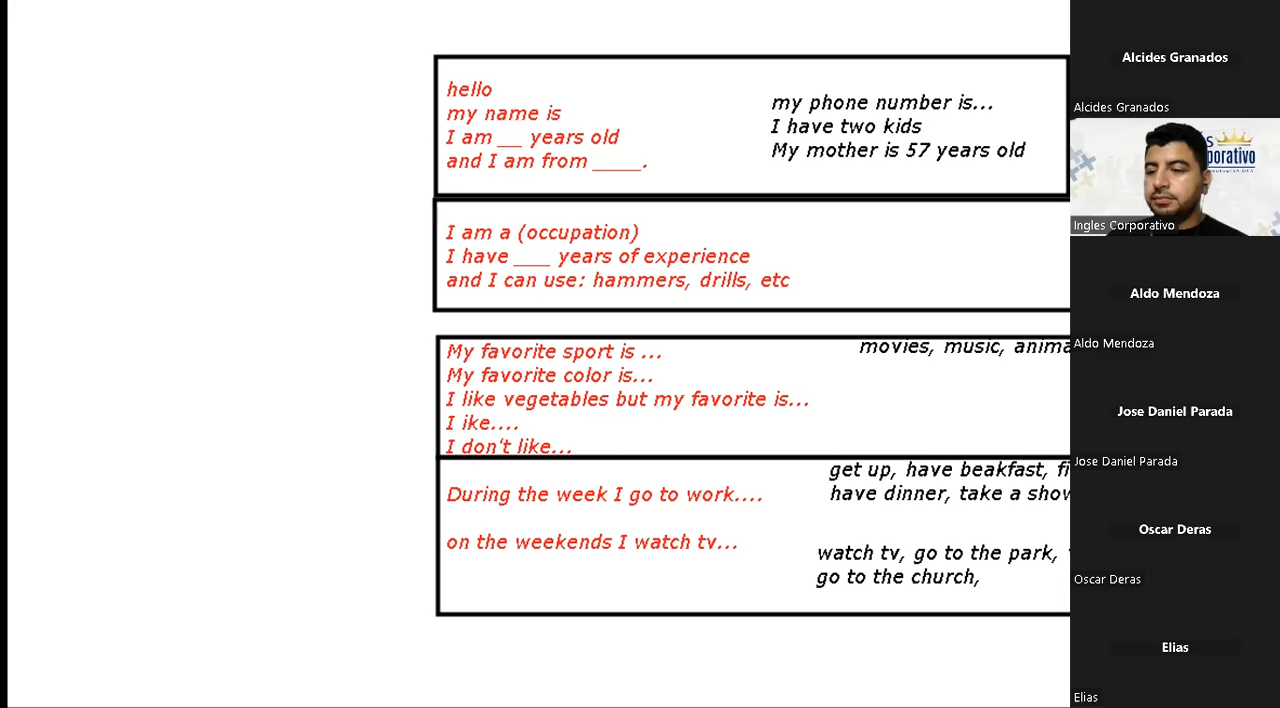 hello
my name is
I am __ years old
and I am from ____.
my phone number is...
I have two kids
My mother is 57 years old
I am a (occupation)
I have ___ years of experience
and I can use: hammers, drills, etc
My favorite sport is ...
My favorite color is...
I like vegetables but my favorite is...
I ike....
I don't like...
movies, music, anima
During the week I go to work....
on the weekends I watch tv...
get up, have beakfast, fi
have dinner, take a show
watch tv, go to the park,
go to the church,
Alcides Granados
Alcides Granados
s
porativo
Ingles Corporativo
Aldo Mendoza
Aldo Mendoza
Jose Daniel Parada
Jose Daniel Parada
Oscar Deras
Oscar Deras
Elias
Elias